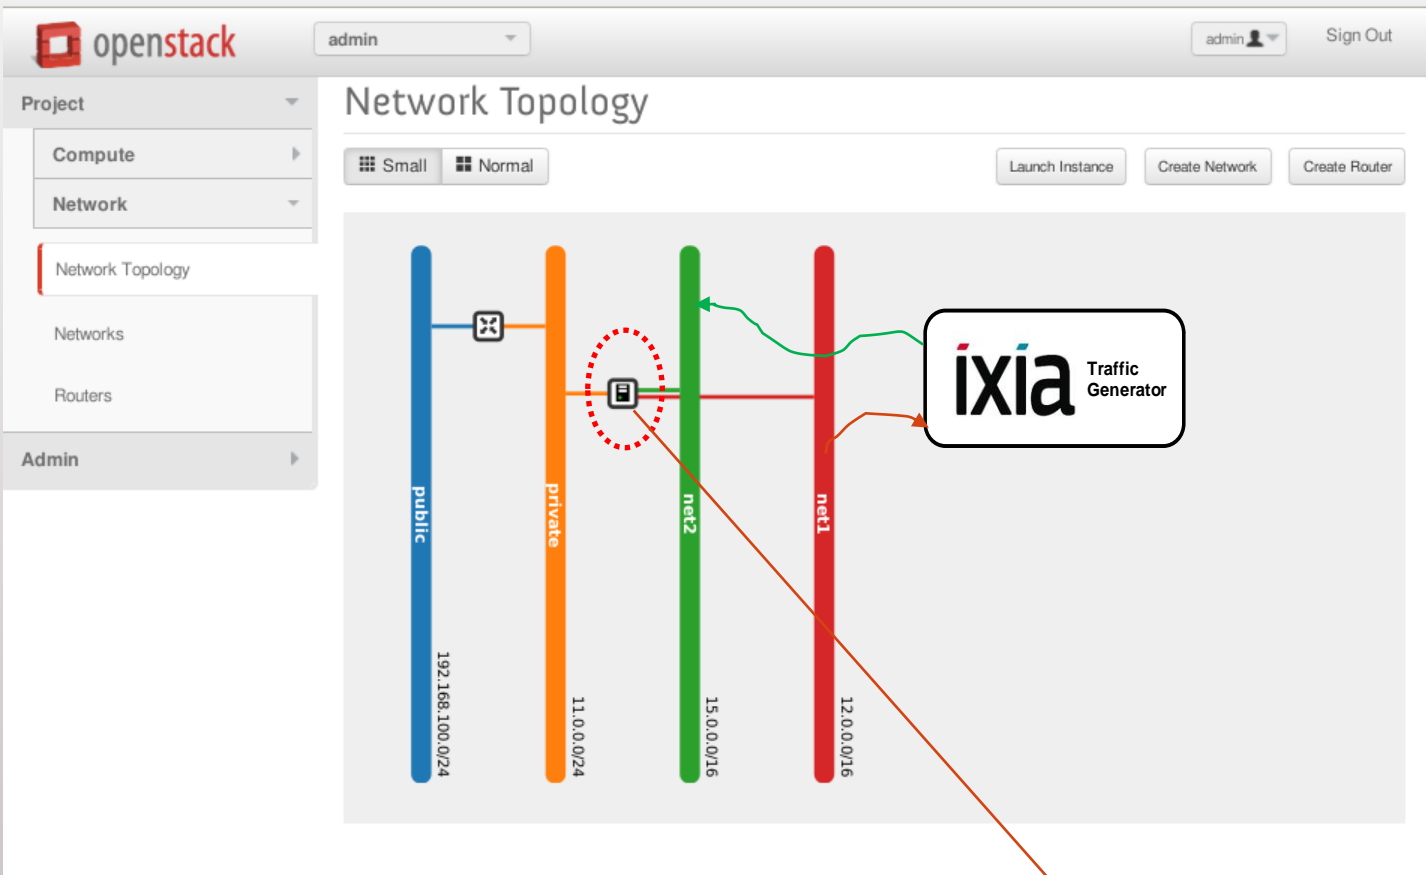 openstack
admin
admin
Sign Out
Project
Network Topology
Compute
Small
Normal
Launch Instance
Create Network
Create Router
Network
Network Topology
Networks
Routers
Admin
ixia
Traffic
Generator
public
private
net2
net1
192.168.100.0/24
11.0.0.0/24
15.0.0.0/16
12.0.0.0/16